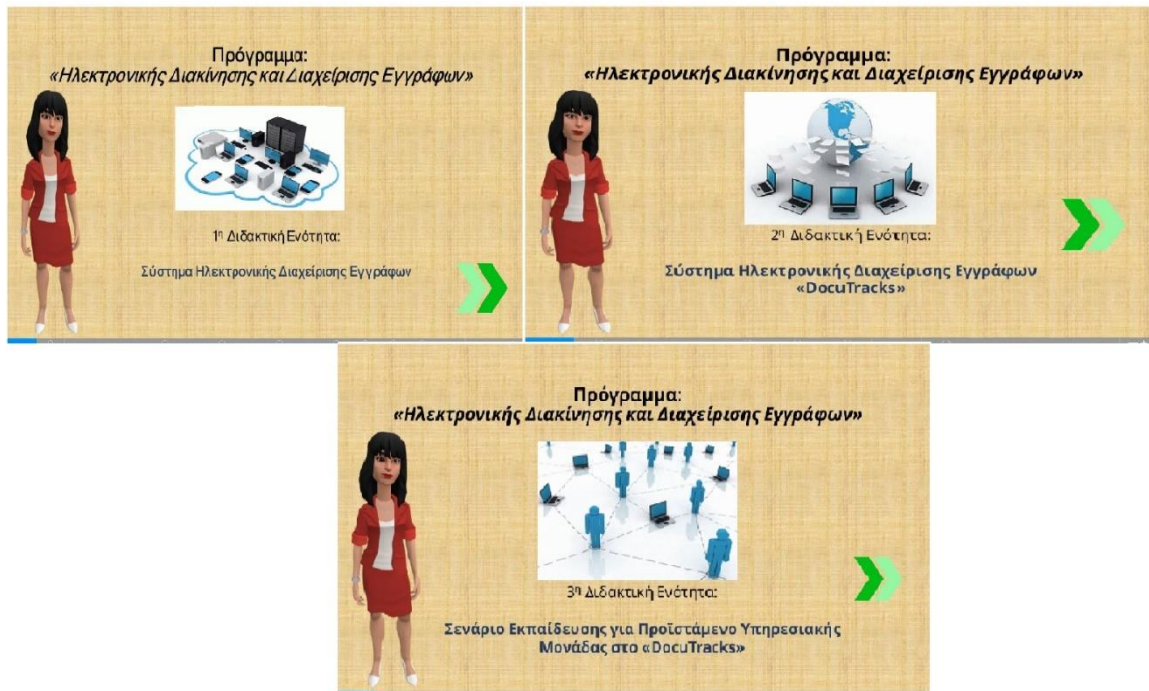 Πρόγραμμα:
«Ηλεκτρονικής Διακίνησης και Διαχείρισης Εγγράφων»
1η Διδακτική Ενότητα:
Σύστημα Ηλεκτρονικής Διαχείρισης Εγγράφων
Πρόγραμμα:
«Ηλεκτρονικής Διακίνησης και Διαχείρισης Εγγράφων»
2η Διδακτική Ενότητα:
Σύστημα Ηλεκτρονικής Διαχείρισης Εγγράφων
«DocuTracks»
Πρόγραμμα:
«Ηλεκτρονικής Διακίνησης και Διαχείρισης Εγγράφων»
3η Διδακτική Ενότητα:
Σενάριο Εκπαίδευσης για Προϊστάμενο Υπηρεσιακής
Μονάδας στο «DocuTracks»